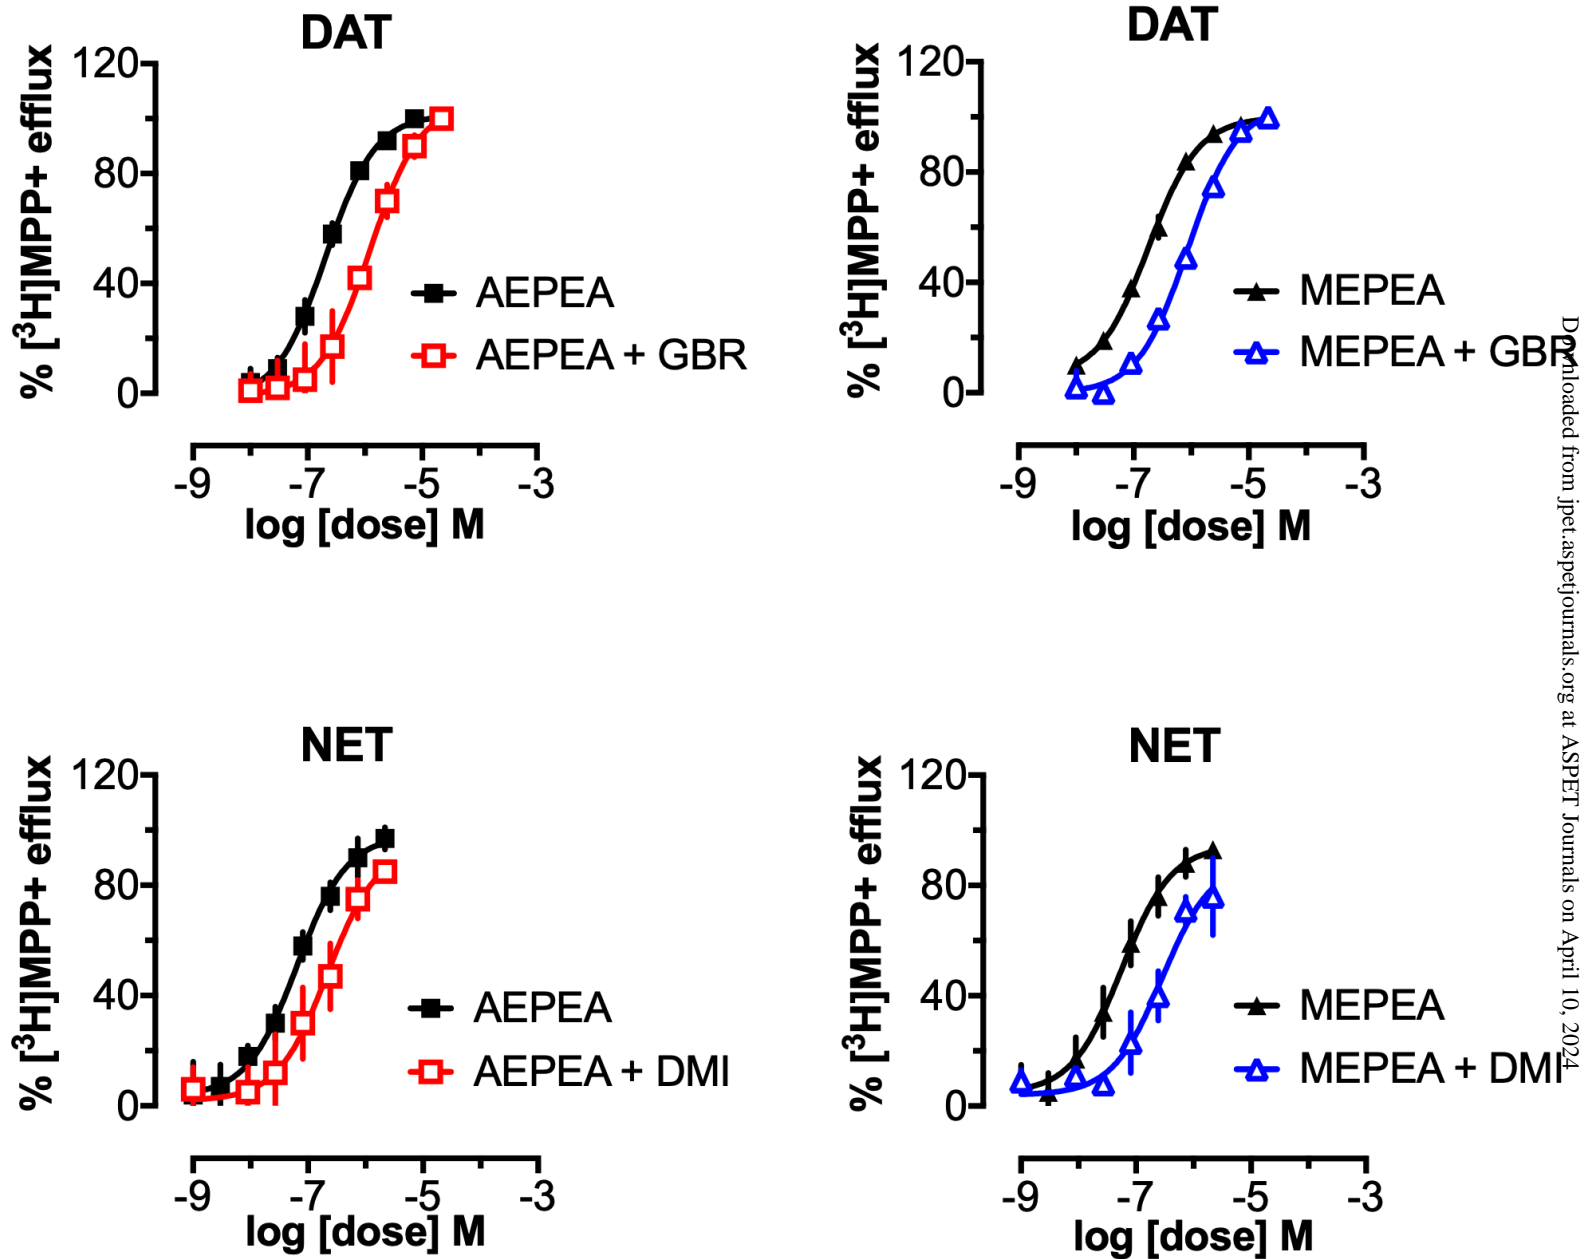 DAT
% [³H]MPP+ efflux
120
80
40
0
AEPEA
AEPEA + GBR
-9 -7 -5 -3
log [dose] M
DAT
% [³H]MPP+ efflux
120
80
40
0
MEPEA
MEPEA + GBR
-9 -7 -5 -3
log [dose] M
NET
% [³H]MPP+ efflux
120
80
40
0
AEPEA
AEPEA + DMI
-9 -7 -5 -3
log [dose] M
NET
% [³H]MPP+ efflux
120
80
40
0
MEPEA
MEPEA + DMI
-9 -7 -5 -3
log [dose] M
Downloaded from jpet.aspetjournals.org at ASPET Journals on April 10, 2024